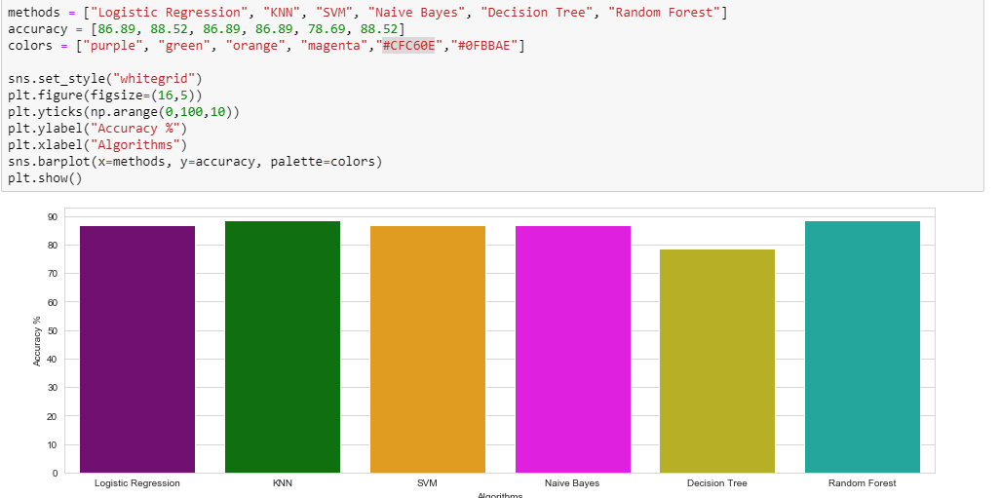 methods = ["Logistic Regression", "KNN", "SVM", "Naive Bayes", "Decision Tree", "Random Forest"]
accuracy = [86.89, 88.52, 86.89, 86.89, 78.69, 88.52]
colors = ["purple", "green", "orange", "magenta","#CFC60E","#0FBBAE"]
sns.set_style("whitegrid")
plt.figure(figsize=(16,5))
plt.yticks(np.arange(0,100,10))
plt.ylabel("Accuracy %")
plt.xlabel("Algorithms")
sns.barplot(x=methods, y=accuracy, palette=colors)
plt.show()
90
80
70
60
50
40
30
20
10
0
Accuracy %
Logistic Regression
KNN
SVM
Naive Bayes
Decision Tree
Random Forest
Algorithms